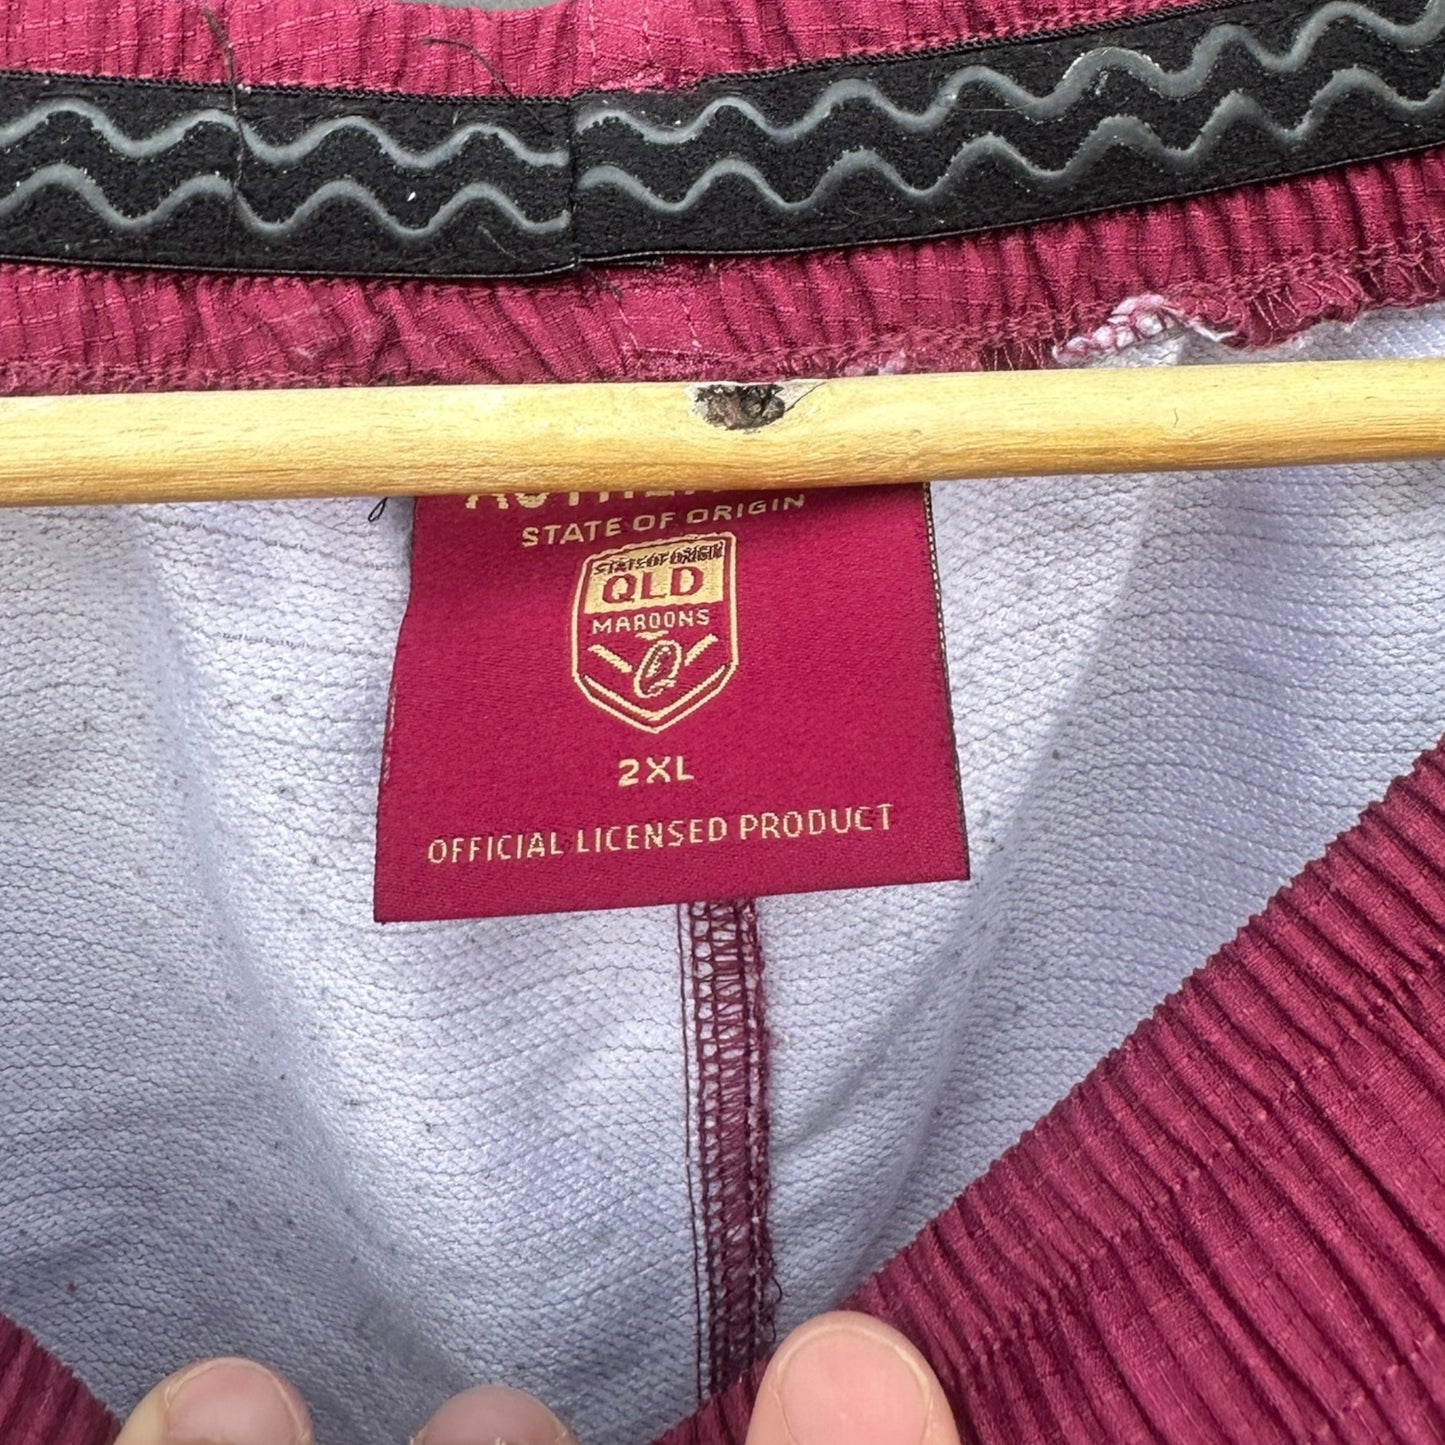 STATE OF ORIGIN
STATE OF ORIGIN
QLD
MAROONS
2XL
OFFICIAL LICENSED PRODUCT